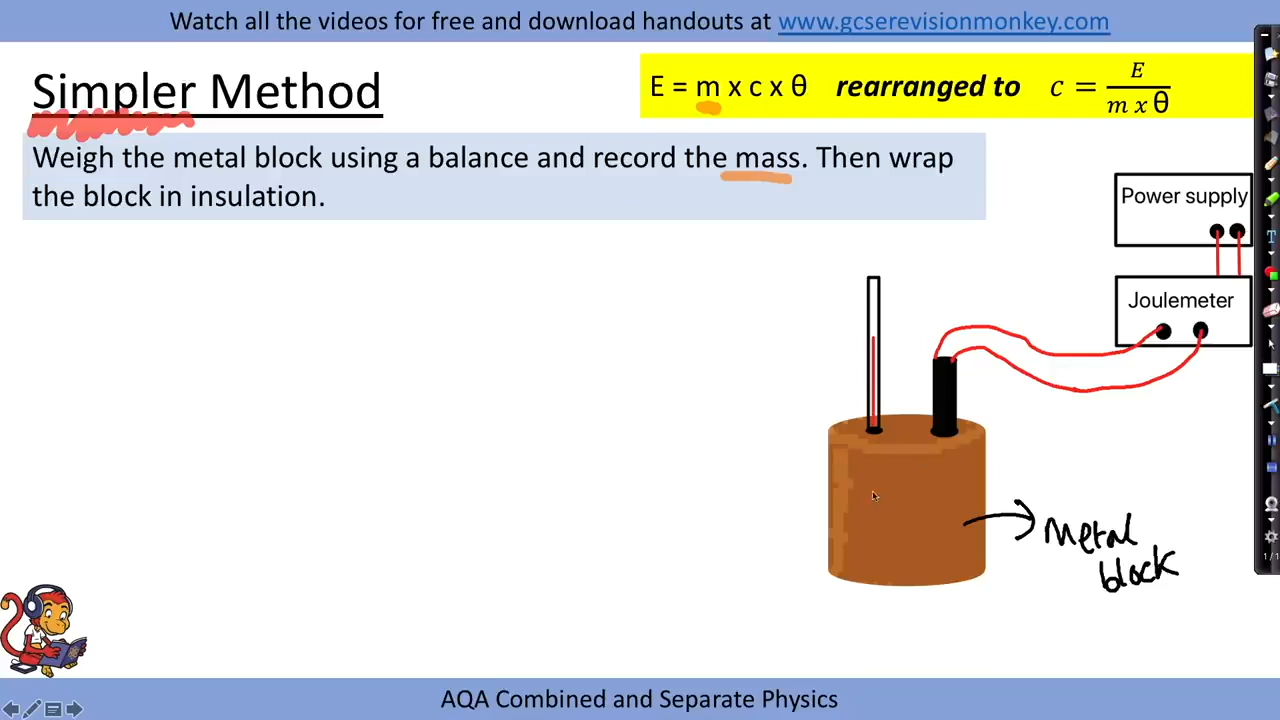 Watch all the videos for free and download handouts at www.gcserevisionmonkey.com
Simpler Method
E = m x c x θ rearranged to c = E / m x θ
Weigh the metal block using a balance and record the mass. Then wrap
the block in insulation.
Power supply
Joulemeter
Metal
block
1 / 1
AQA Combined and Separate Physics